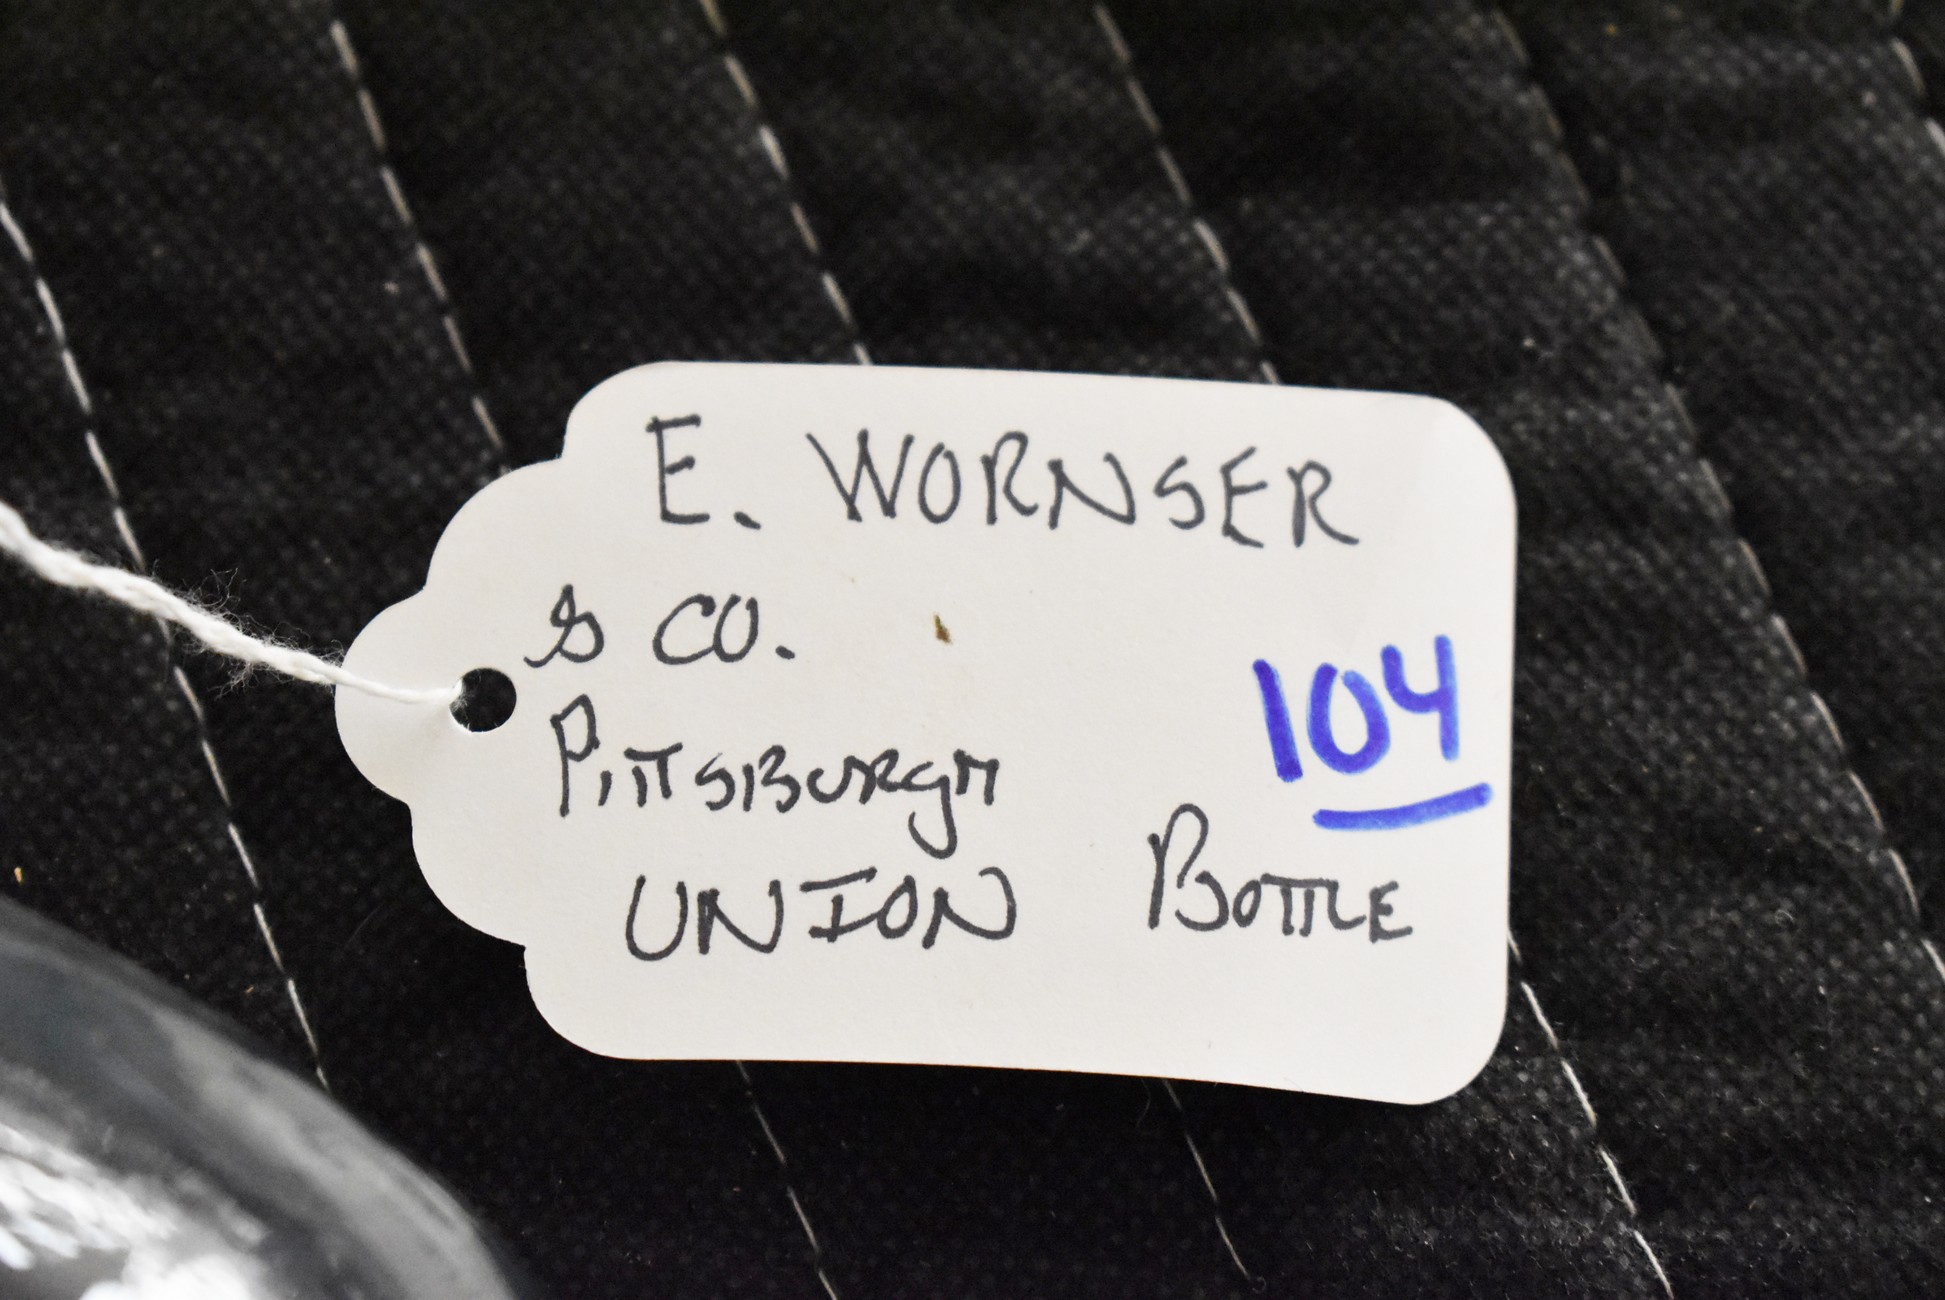 E. WORNSER
& CO.
PITTSBURGH
104
UNION BOTTLE